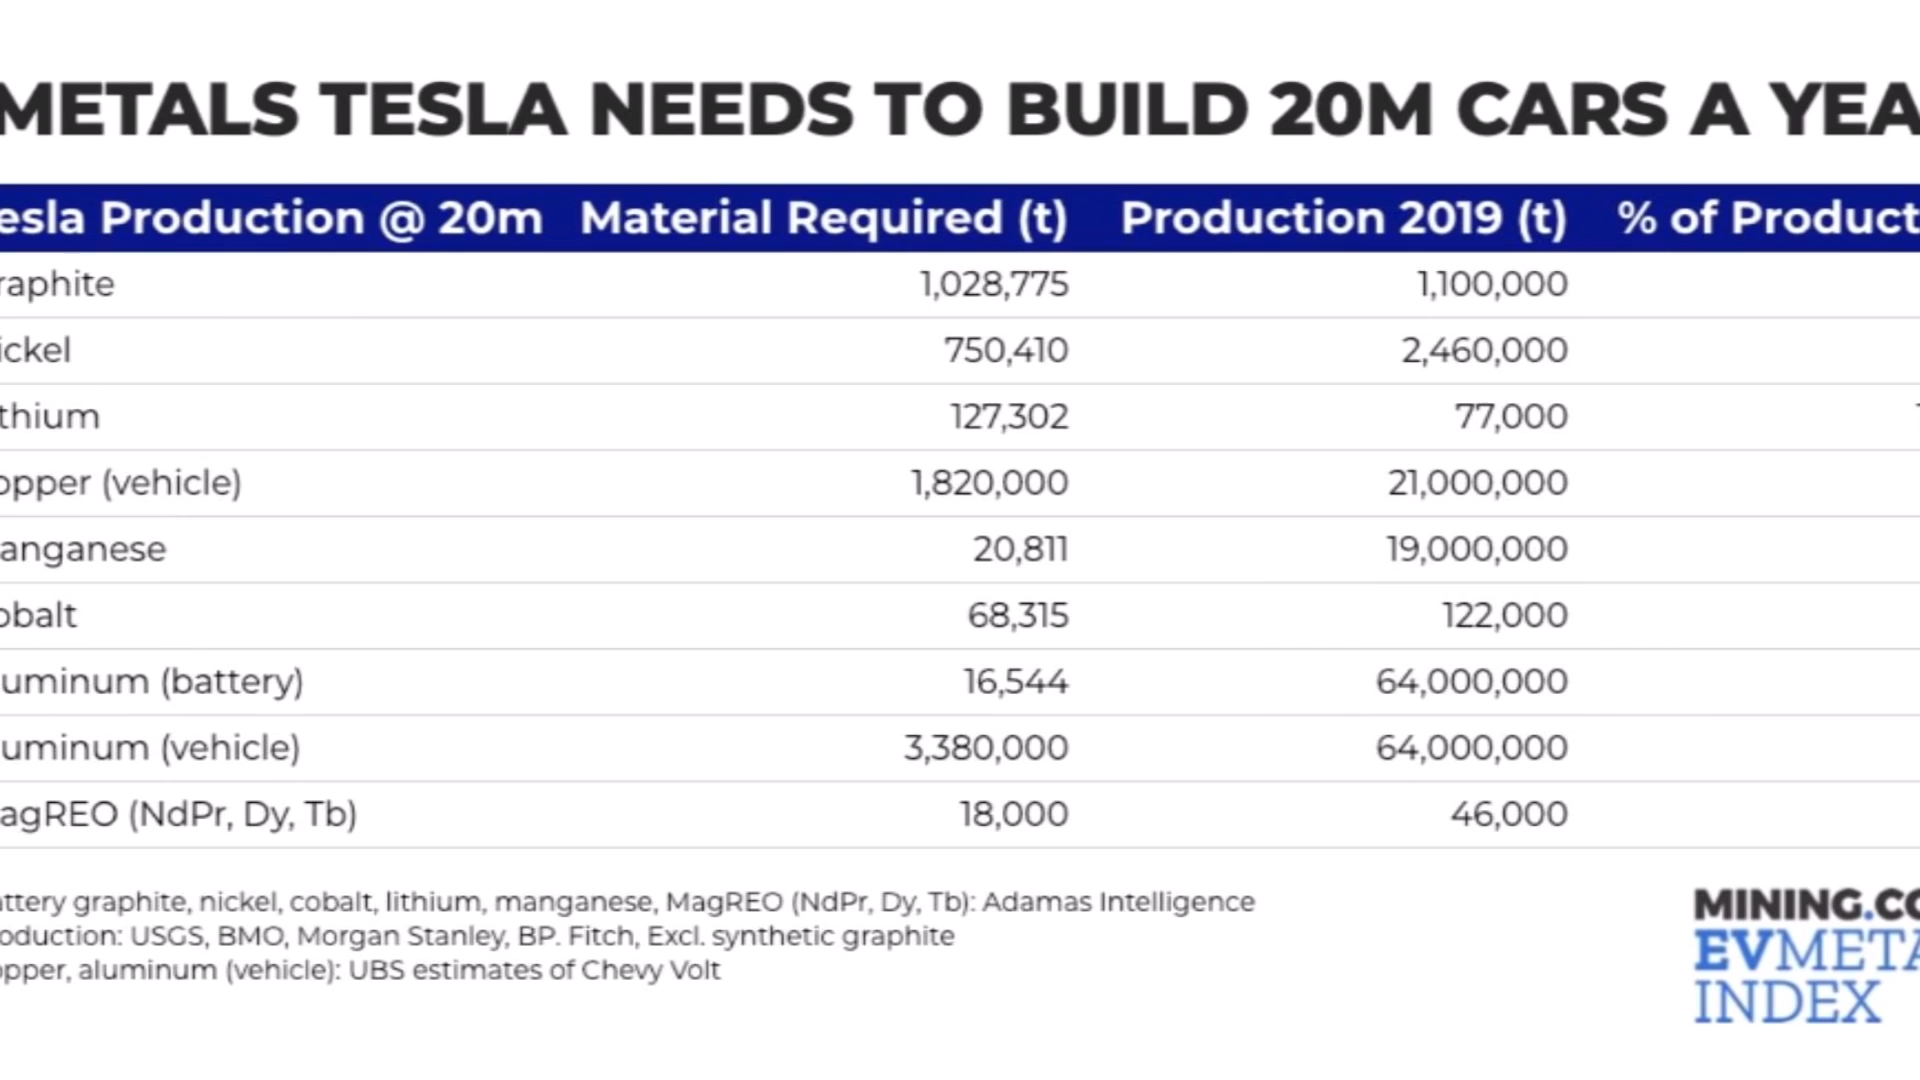 METALS TESLA NEEDS TO BUILD 20M CARS A YEA
esla Production @ 20m Material Required (t) Production 2019 (t) % of Product
raphite 1,028,775 1,100,000
ickel 750,410 2,460,000
thium 127,302 77,000
opper (vehicle) 1,820,000 21,000,000
anganese 20,811 19,000,000
obalt 68,315 122,000
uminum (battery) 16,544 64,000,000
uminum (vehicle) 3,380,000 64,000,000
agREO (NdPr, Dy, Tb) 18,000 46,000
attery graphite, nickel, cobalt, lithium, manganese, MagREO (NdPr, Dy, Tb): Adamas Intelligence
oduction: USGS, BMO, Morgan Stanley, BP. Fitch, Excl. synthetic graphite
opper, aluminum (vehicle): UBS estimates of Chevy Volt
MINING.CO
EVMETA
INDEX